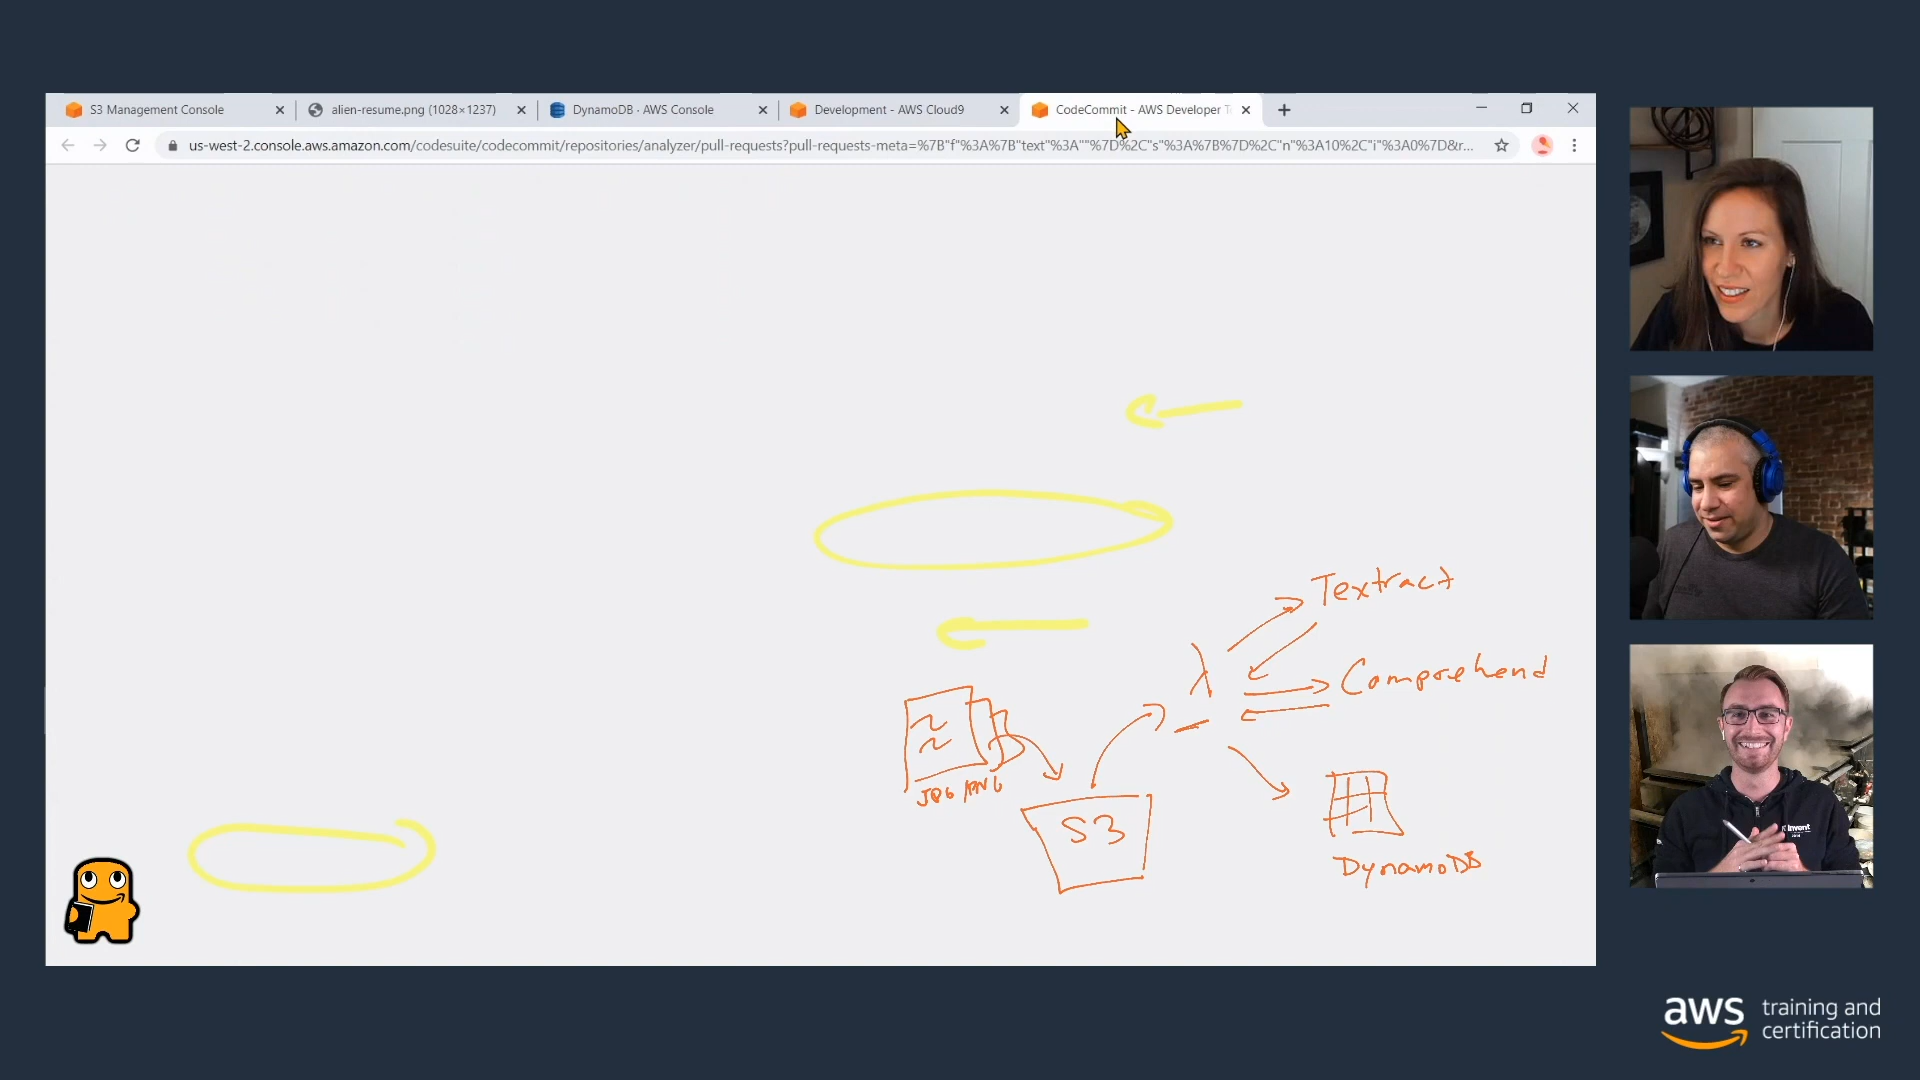 S3 Management Console
alien-resume.png (1028×1237)
DynamoDB · AWS Console
Development - AWS Cloud9
CodeCommit - AWS Developer T
us-west-2.console.aws.amazon.com/codesuite/codecommit/repositories/analyzer/pull-requests?pull-requests-meta=%7B"f"%3A%7B"text"%3A""%7D%2C"s"%3A%7B%7D%2C"n"%3A10%2C"i"%3A0%7D&r...
Textract
λ
Comprehend
JPG/PNG
S3
DynamoDB
invent
aws training and
certification